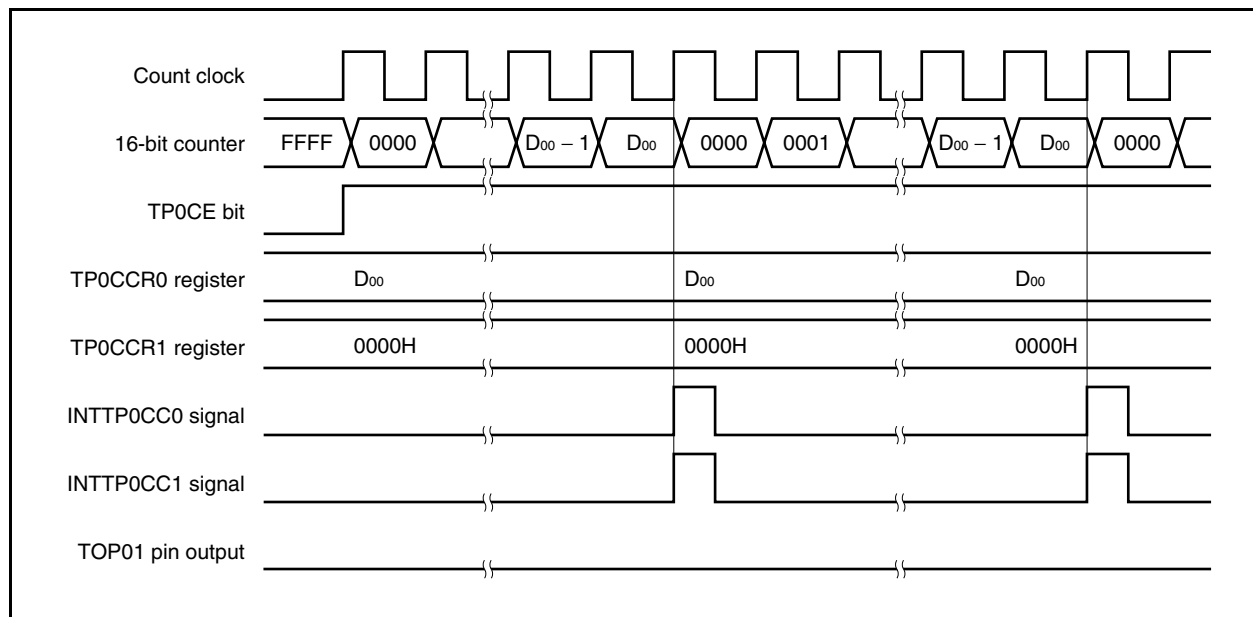 Count clock
16-bit counter FFFF 0000 D00 − 1 D00 0000 0001 D00 − 1 D00 0000
TP0CE bit
TP0CCR0 register D00 D00 D00
TP0CCR1 register 0000H 0000H 0000H
INTTP0CC0 signal
INTTP0CC1 signal
TOP01 pin output